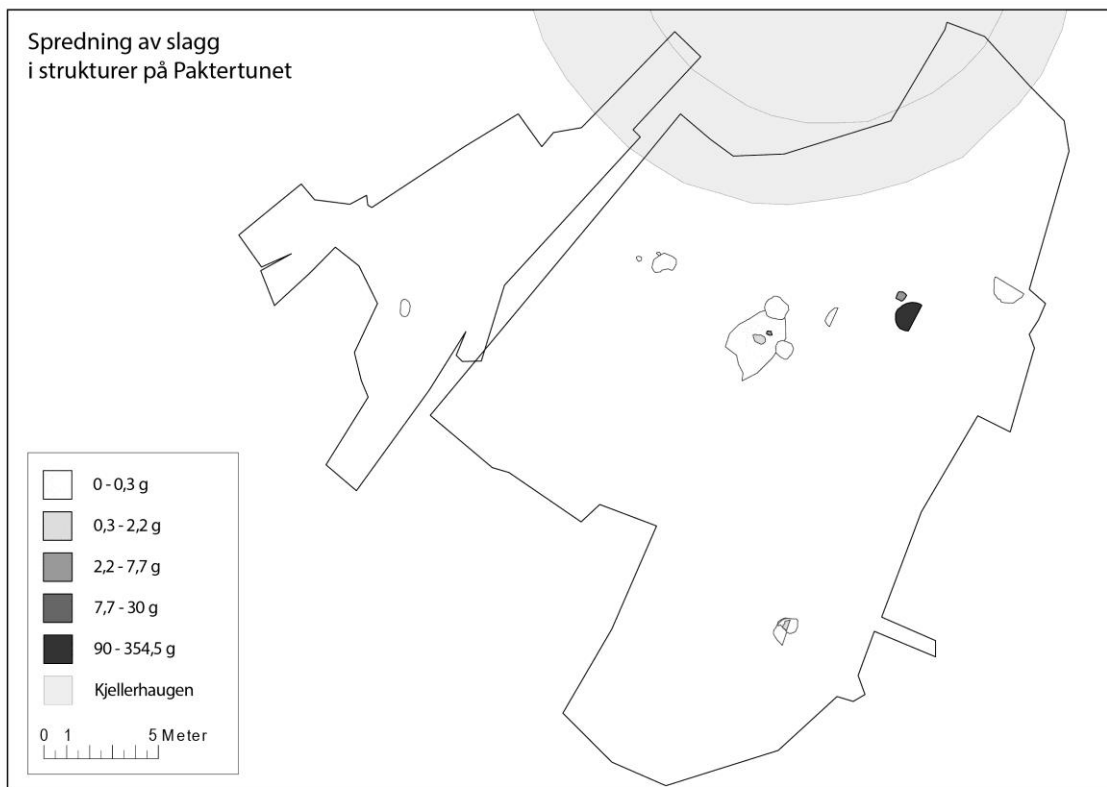 Spredning av slagg
i strukturer på Paktertunet
0 - 0,3 g
0,3 - 2,2 g
2,2 - 7,7 g
7,7 - 30 g
90 - 354,5 g
Kjellerhaugen
0 1 5 Meter